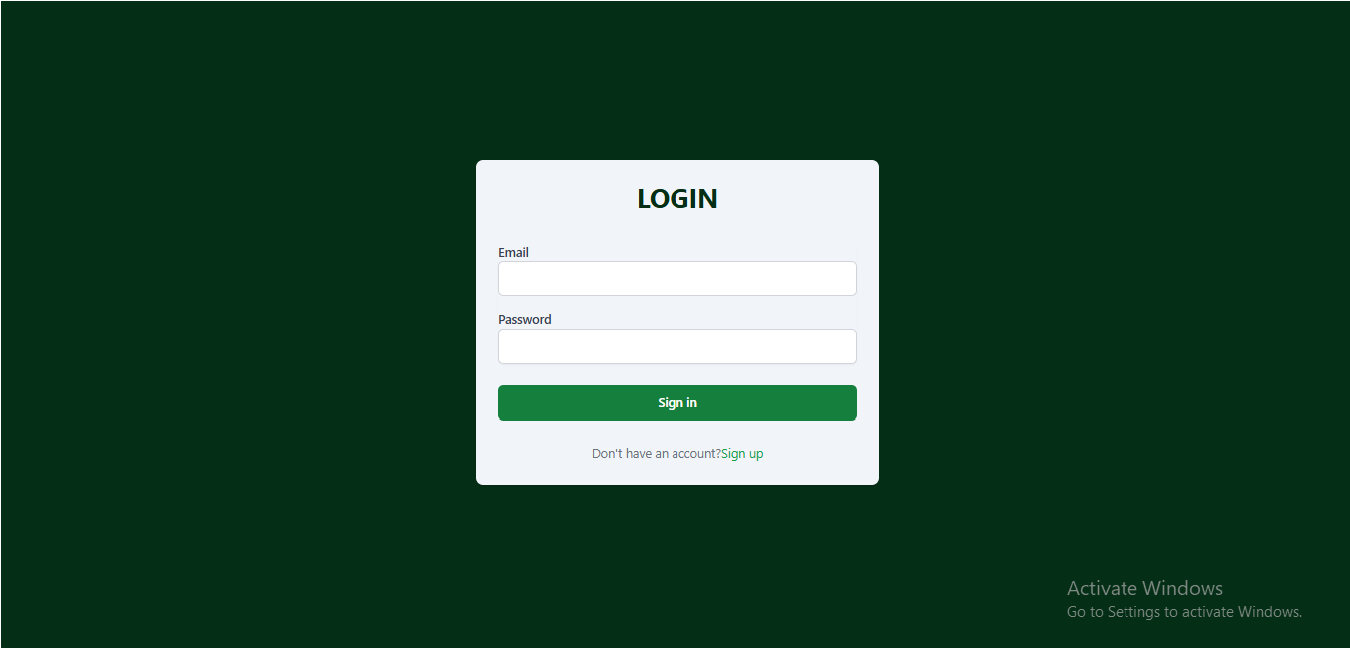 LOGIN
Email
Password
Sign in
Don't have an account?Sign up
Activate Windows
Go to Settings to activate Windows.